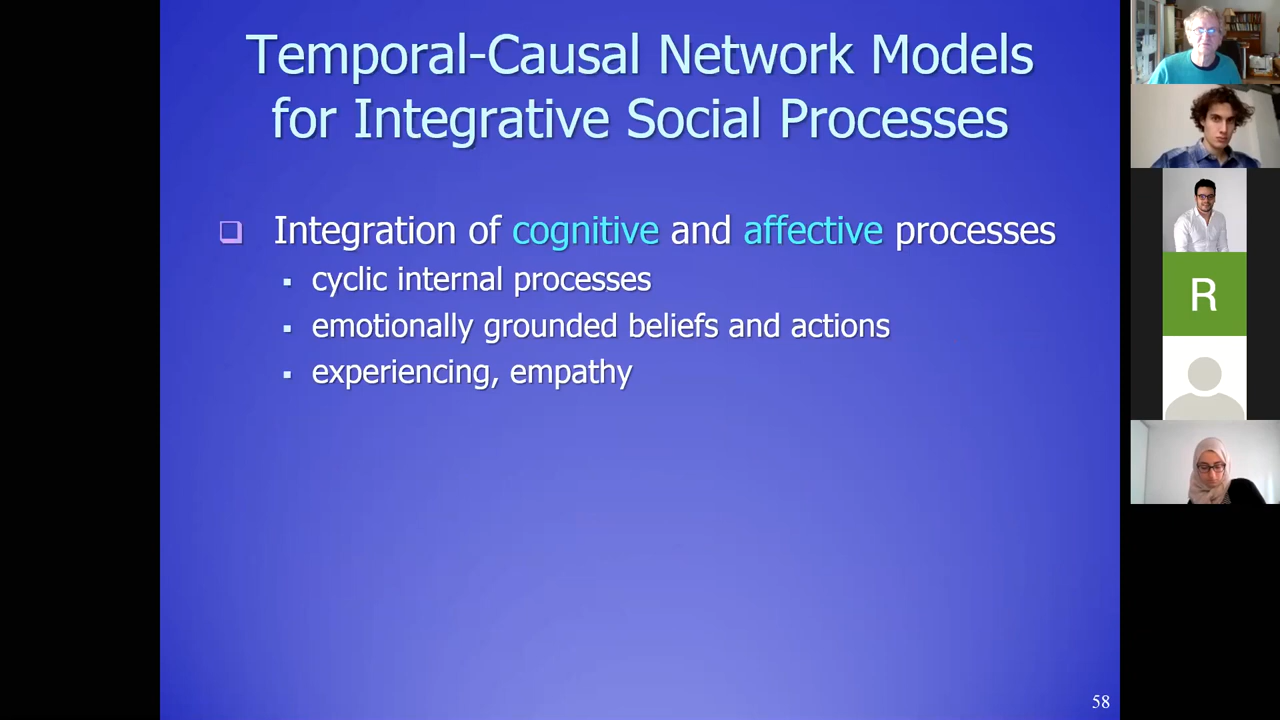 Temporal-Causal Network Models
for Integrative Social Processes
Integration of cognitive and affective processes
cyclic internal processes
emotionally grounded beliefs and actions
experiencing, empathy
R
58